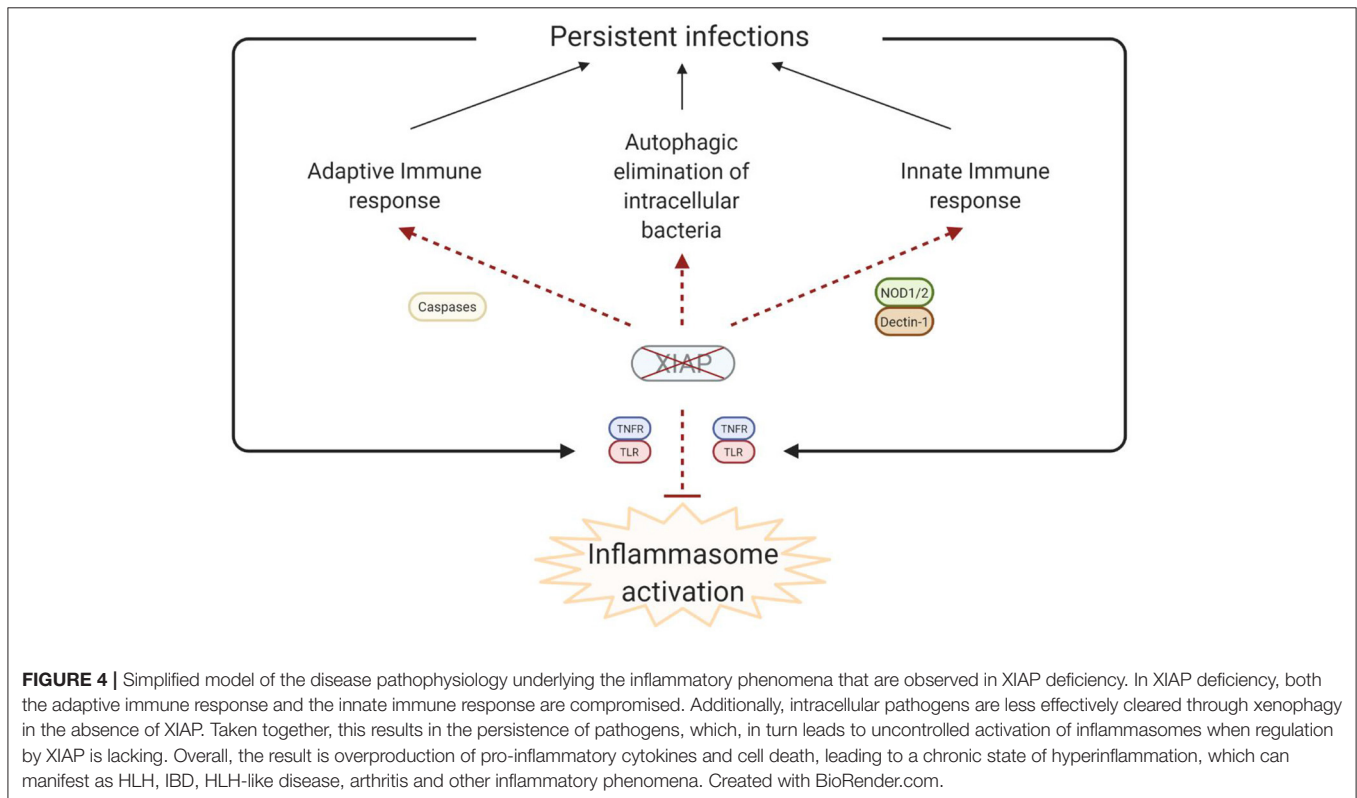 Persistent infections
Adaptive Immune
response
Autophagic
elimination of
intracellular
bacteria
Innate Immune
response
Caspases
NOD1/2
Dectin-1
XIAP
TNFR
TLR
TNFR
TLR
Inflammasome
activation
FIGURE 4 | Simplified model of the disease pathophysiology underlying the inflammatory phenomena that are observed in XIAP deficiency. In XIAP deficiency, both
the adaptive immune response and the innate immune response are compromised. Additionally, intracellular pathogens are less effectively cleared through xenophagy
in the absence of XIAP. Taken together, this results in the persistence of pathogens, which, in turn leads to uncontrolled activation of inflammasomes when regulation
by XIAP is lacking. Overall, the result is overproduction of pro-inflammatory cytokines and cell death, leading to a chronic state of hyperinflammation, which can
manifest as HLH, IBD, HLH-like disease, arthritis and other inflammatory phenomena. Created with BioRender.com.